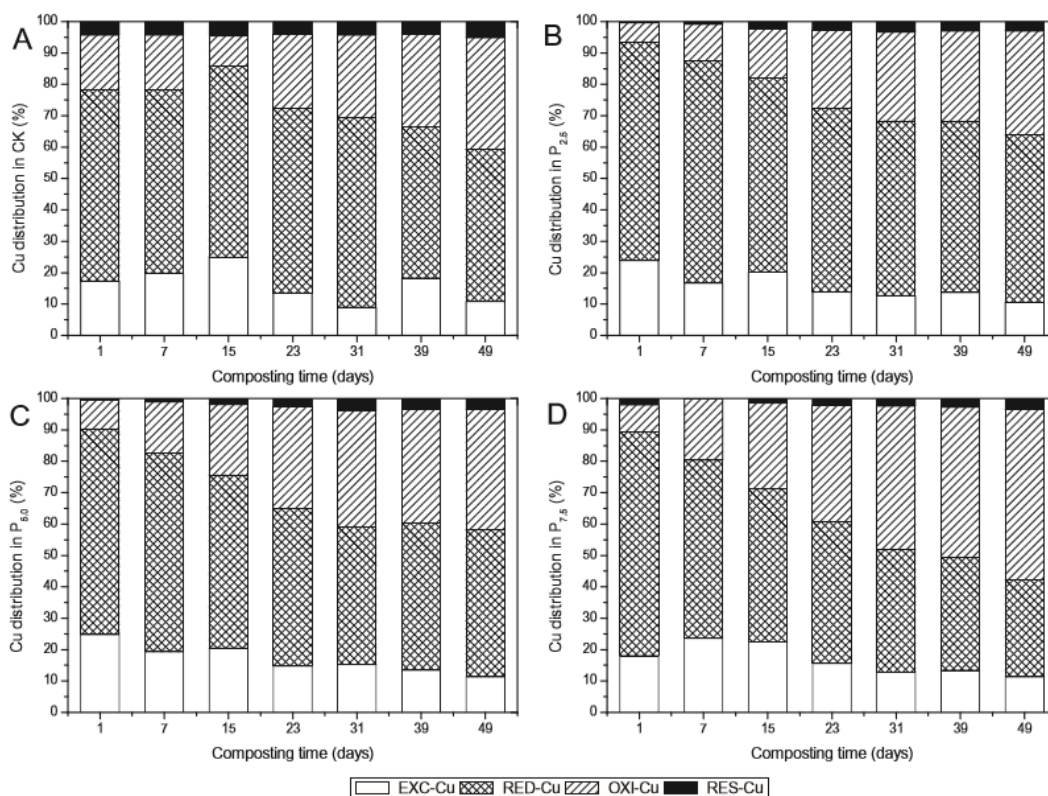 A
Cu distribution in CK (%)
100
90
80
70
60
50
40
30
20
10
0
1 7 15 23 31 39 49
Composting time (days)
B
Cu distribution in P2.5 (%)
100
90
80
70
60
50
40
30
20
10
0
1 7 15 23 31 39 49
Composting time (days)
C
Cu distribution in P5.0 (%)
100
90
80
70
60
50
40
30
20
10
0
1 7 15 23 31 39 49
Composting time (days)
D
Cu distribution in P7.5 (%)
100
90
80
70
60
50
40
30
20
10
0
1 7 15 23 31 39 49
Composting time (days)
EXC-Cu RED-Cu OXI-Cu RES-Cu